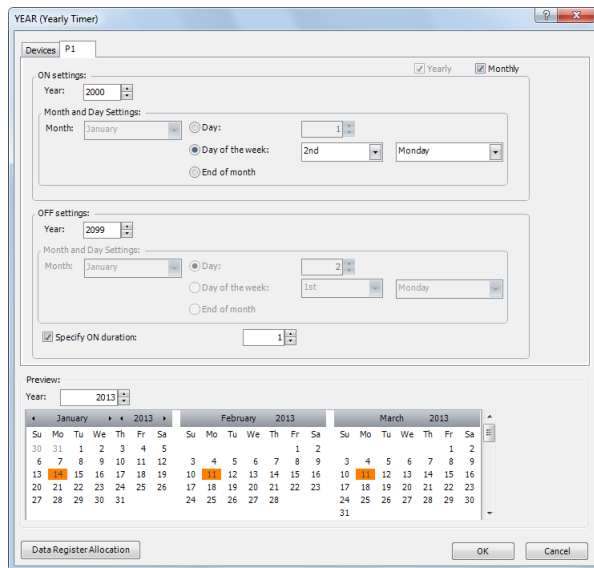 YEAR (Yearly Timer)
Devices P1
Yearly Monthly
ON settings:
Year: 2000
Month and Day Settings:
Month: January Day: 1
Day of the week: 2nd Monday
End of month
OFF settings:
Year: 2099
Month and Day Settings:
Month: January Day: 2
Day of the week: 1st Monday
End of month
Specify ON duration: 1
Preview:
Year: 2013
January 2013 February 2013 March 2013
Su Mo Tu We Th Fr Sa Su Mo Tu We Th Fr Sa Su Mo Tu We Th Fr Sa
30 31 1 2 3 4 5 1 2 1 2
6 7 8 9 10 11 12 3 4 5 6 7 8 9 3 4 5 6 7 8 9
13 14 15 16 17 18 19 10 11 12 13 14 15 16 10 11 12 13 14 15 16
20 21 22 23 24 25 26 17 18 19 20 21 22 23 17 18 19 20 21 22 23
27 28 29 30 31 24 25 26 27 28 24 25 26 27 28 29 30
31
Data Register Allocation OK Cancel